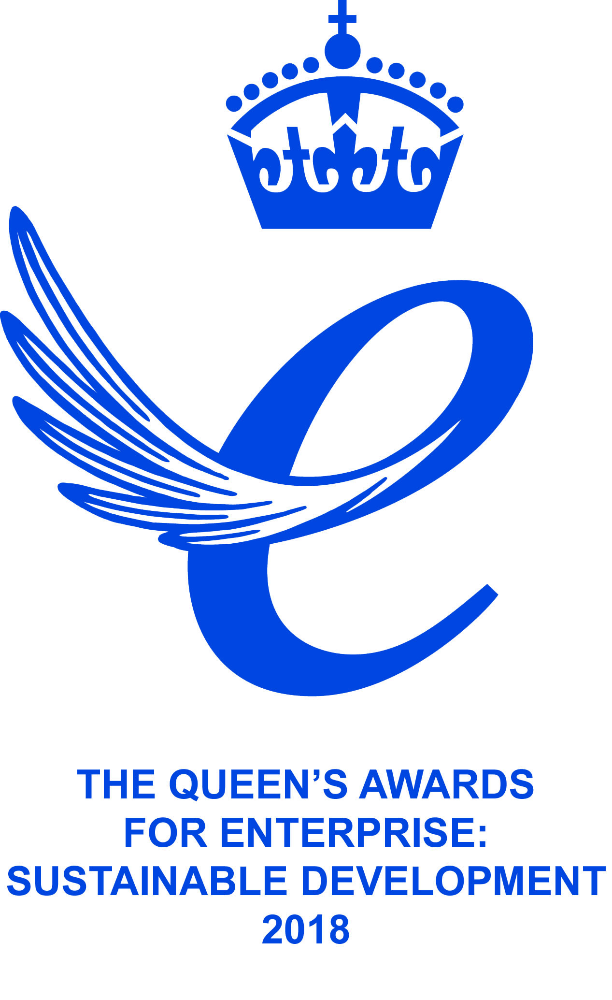 THE QUEEN’S AWARDS
FOR ENTERPRISE:
SUSTAINABLE DEVELOPMENT
2018